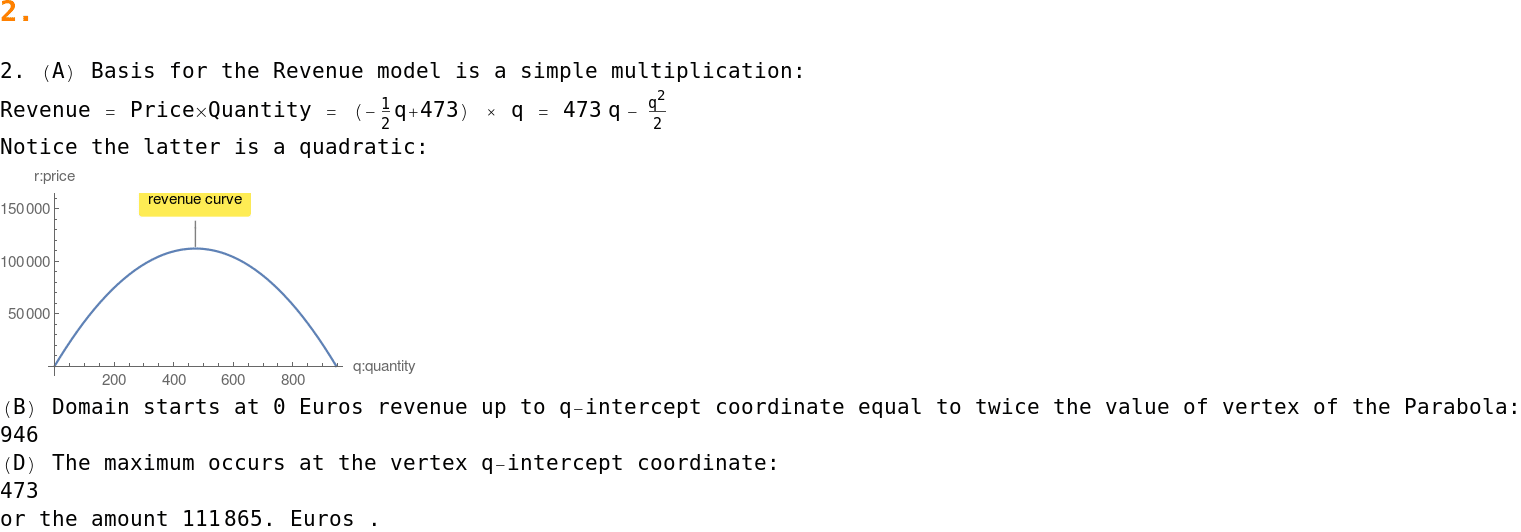 2.
2. (A) Basis for the Revenue model is a simple multiplication:
Revenue = Price×Quantity = (-1/2 q+473) × q = 473 q - q²/2
Notice the latter is a quadratic:
r:price
revenue curve
150 000
100 000
50 000
200 400 600 800
q:quantity
(B) Domain starts at 0 Euros revenue up to q-intercept coordinate equal to twice the value of vertex of the Parabola:
946
(D) The maximum occurs at the vertex q-intercept coordinate:
473
or the amount 111 865. Euros .